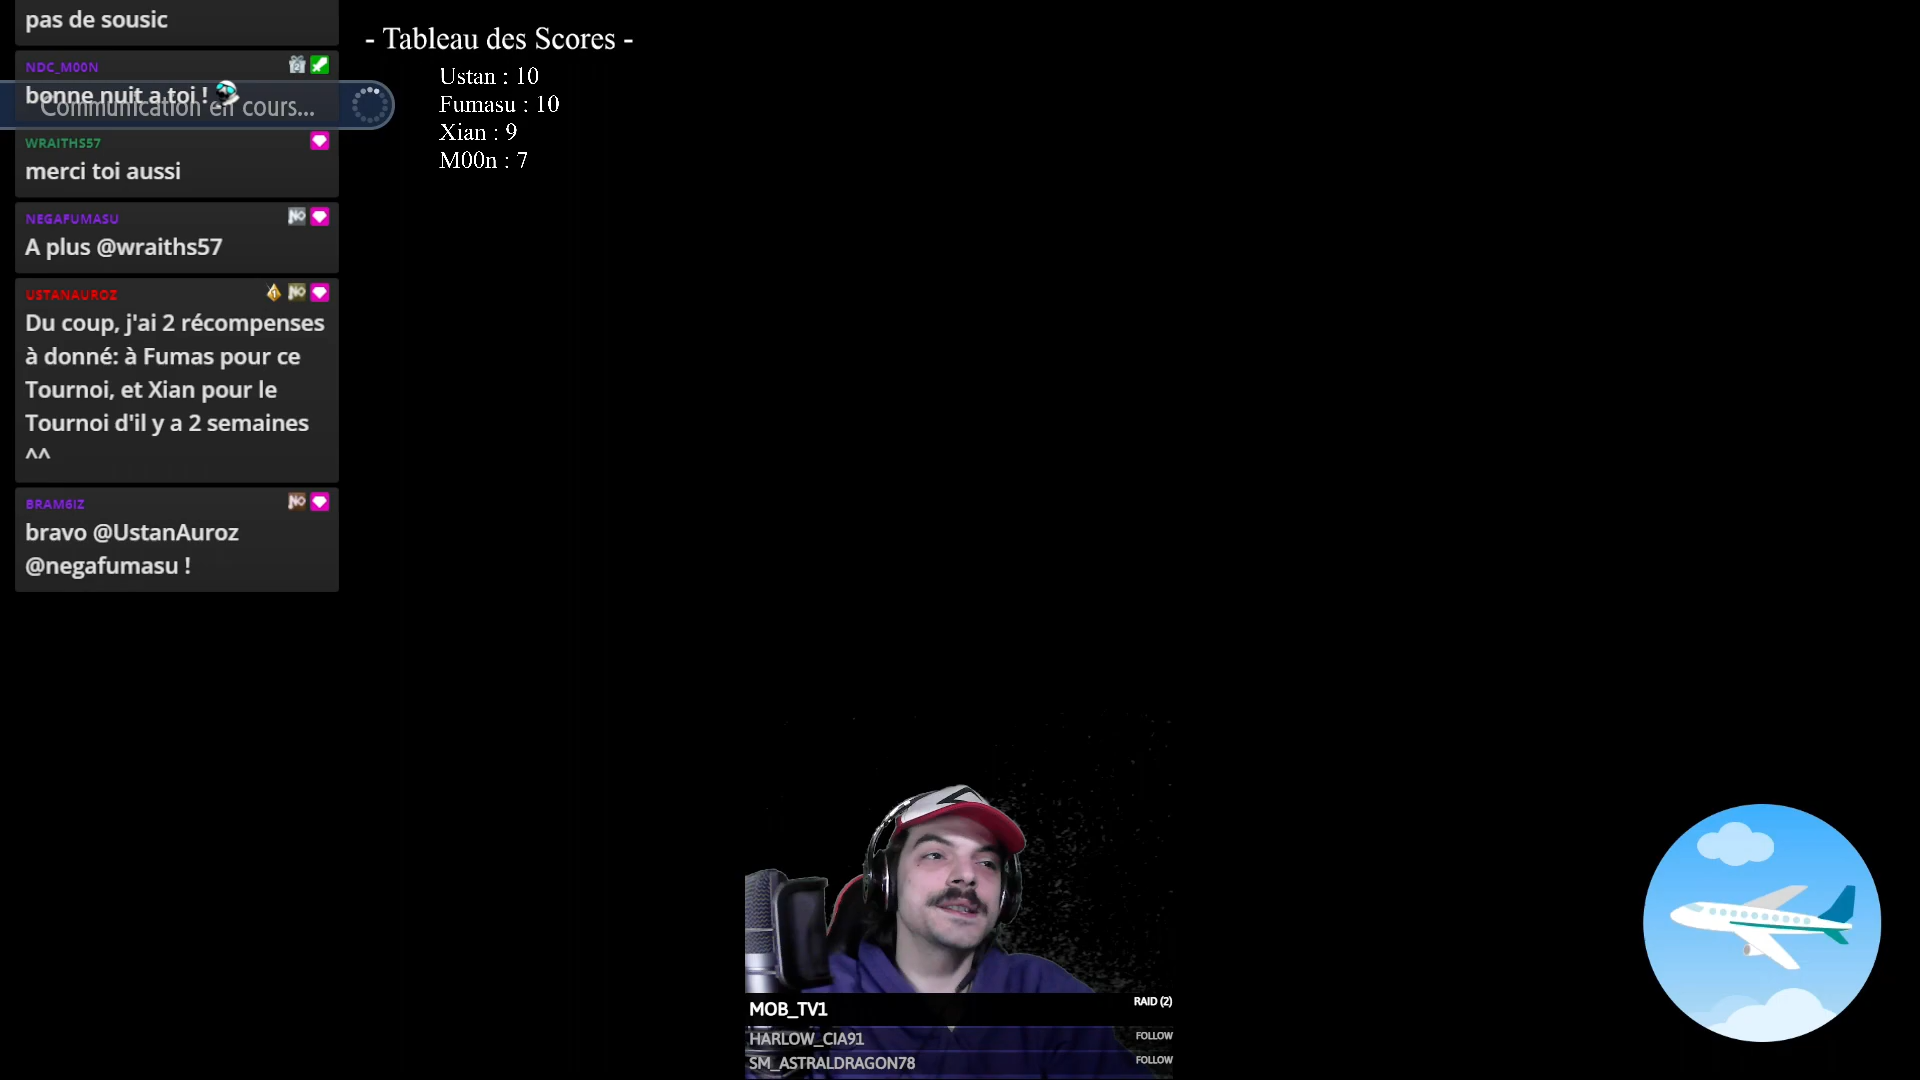 pas de sousic
NDC_M00N
bonne nuit a toi !
Communication en cours...
WRAITHS57
merci toi aussi
NEGAFUMASU
A plus @wraiths57
USTANAUROZ
Du coup, j'ai 2 récompenses
à donné: à Fumas pour ce
Tournoi, et Xian pour le
Tournoi d'il y a 2 semaines
^^
BRAM6IZ
bravo @UstanAuroz
@negafumasu !
- Tableau des Scores -
Ustan : 10
Fumasu : 10
Xian : 9
M00n : 7
MOB_TV1 RAID (2)
HARLOW_CIA91 FOLLOW
SM_ASTRALDRAGON78 FOLLOW